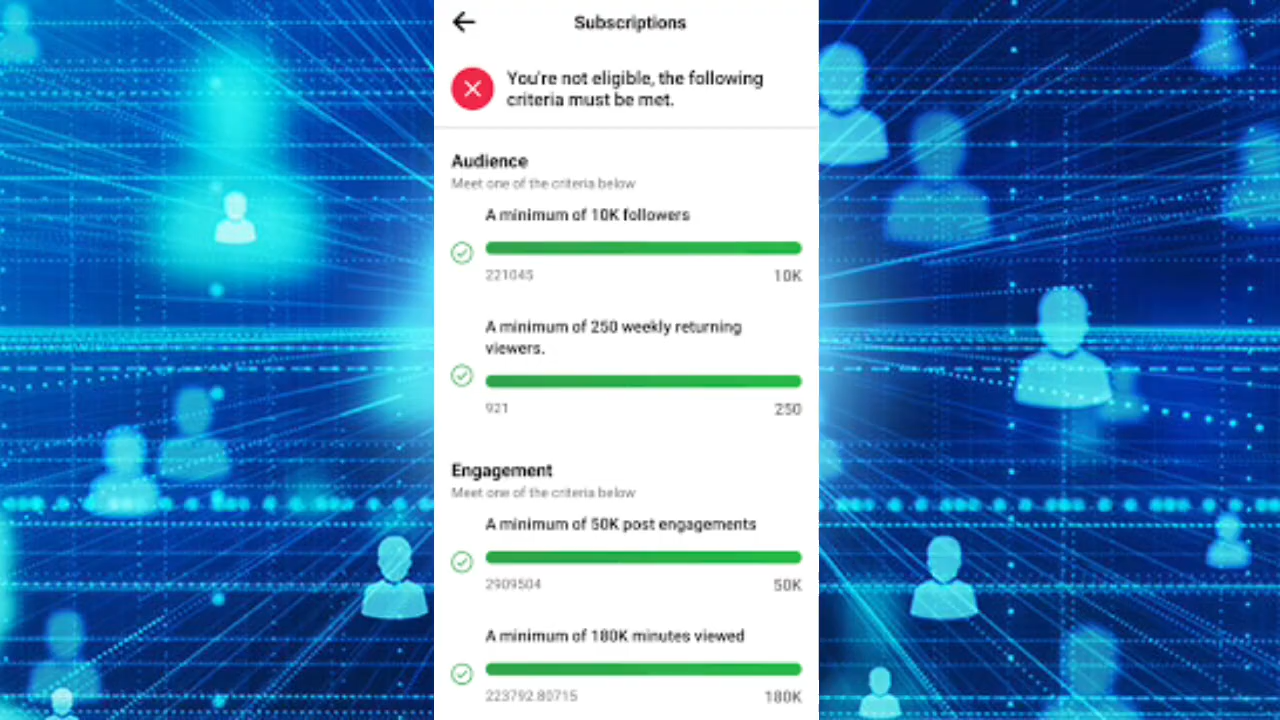 Subscriptions
You're not eligible, the following
criteria must be met.
Audience
Meet one of the criteria below
A minimum of 10K followers
221045 10K
A minimum of 250 weekly returning
viewers.
921 250
Engagement
Meet one of the criteria below
A minimum of 50K post engagements
2909504 50K
A minimum of 180K minutes viewed
223792.80715 180K